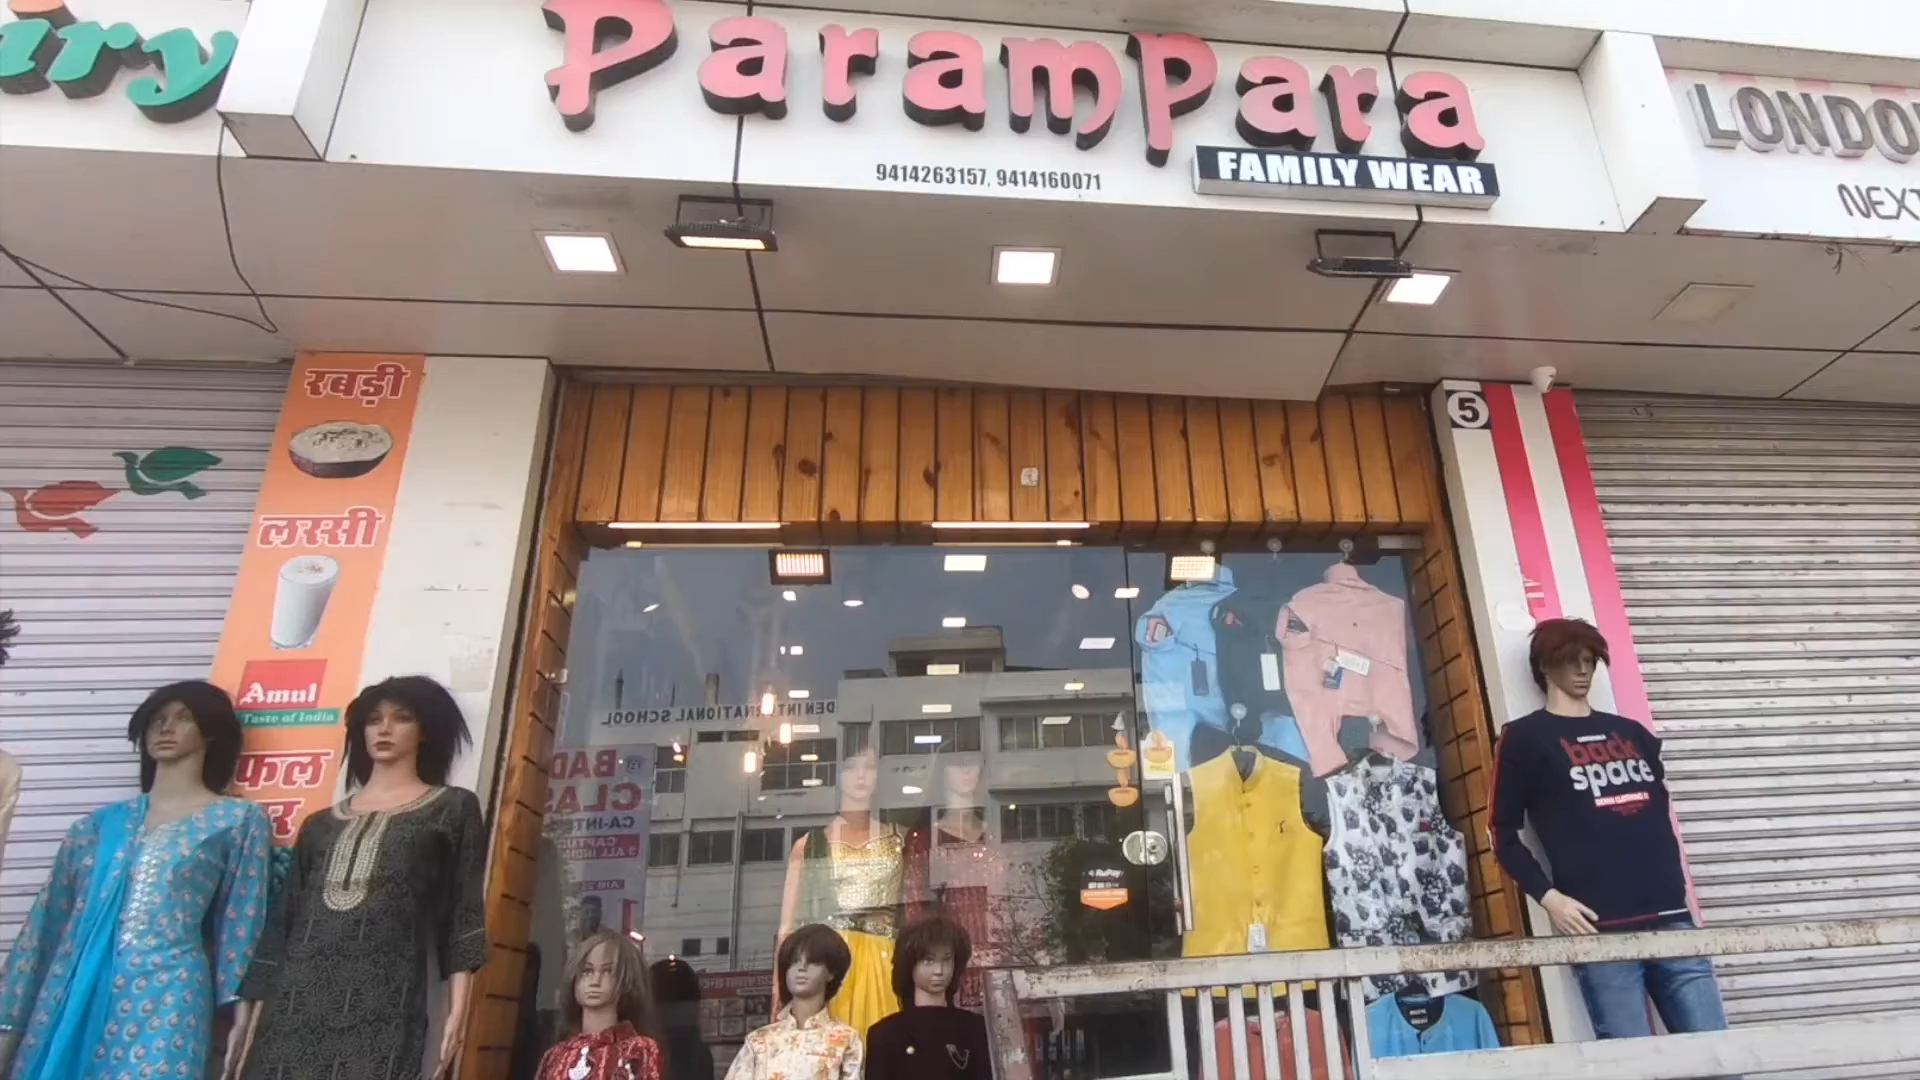 iry
Parampara
FAMILY WEAR
9414263157, 9414160071
LONDO
NEXT
रबड़ी
लस्सी
Amul
Taste of India
फल
5
back
space
DEN INTERNATIONAL SCHOOL
BAD
CLAS
CA-INT
RuPay